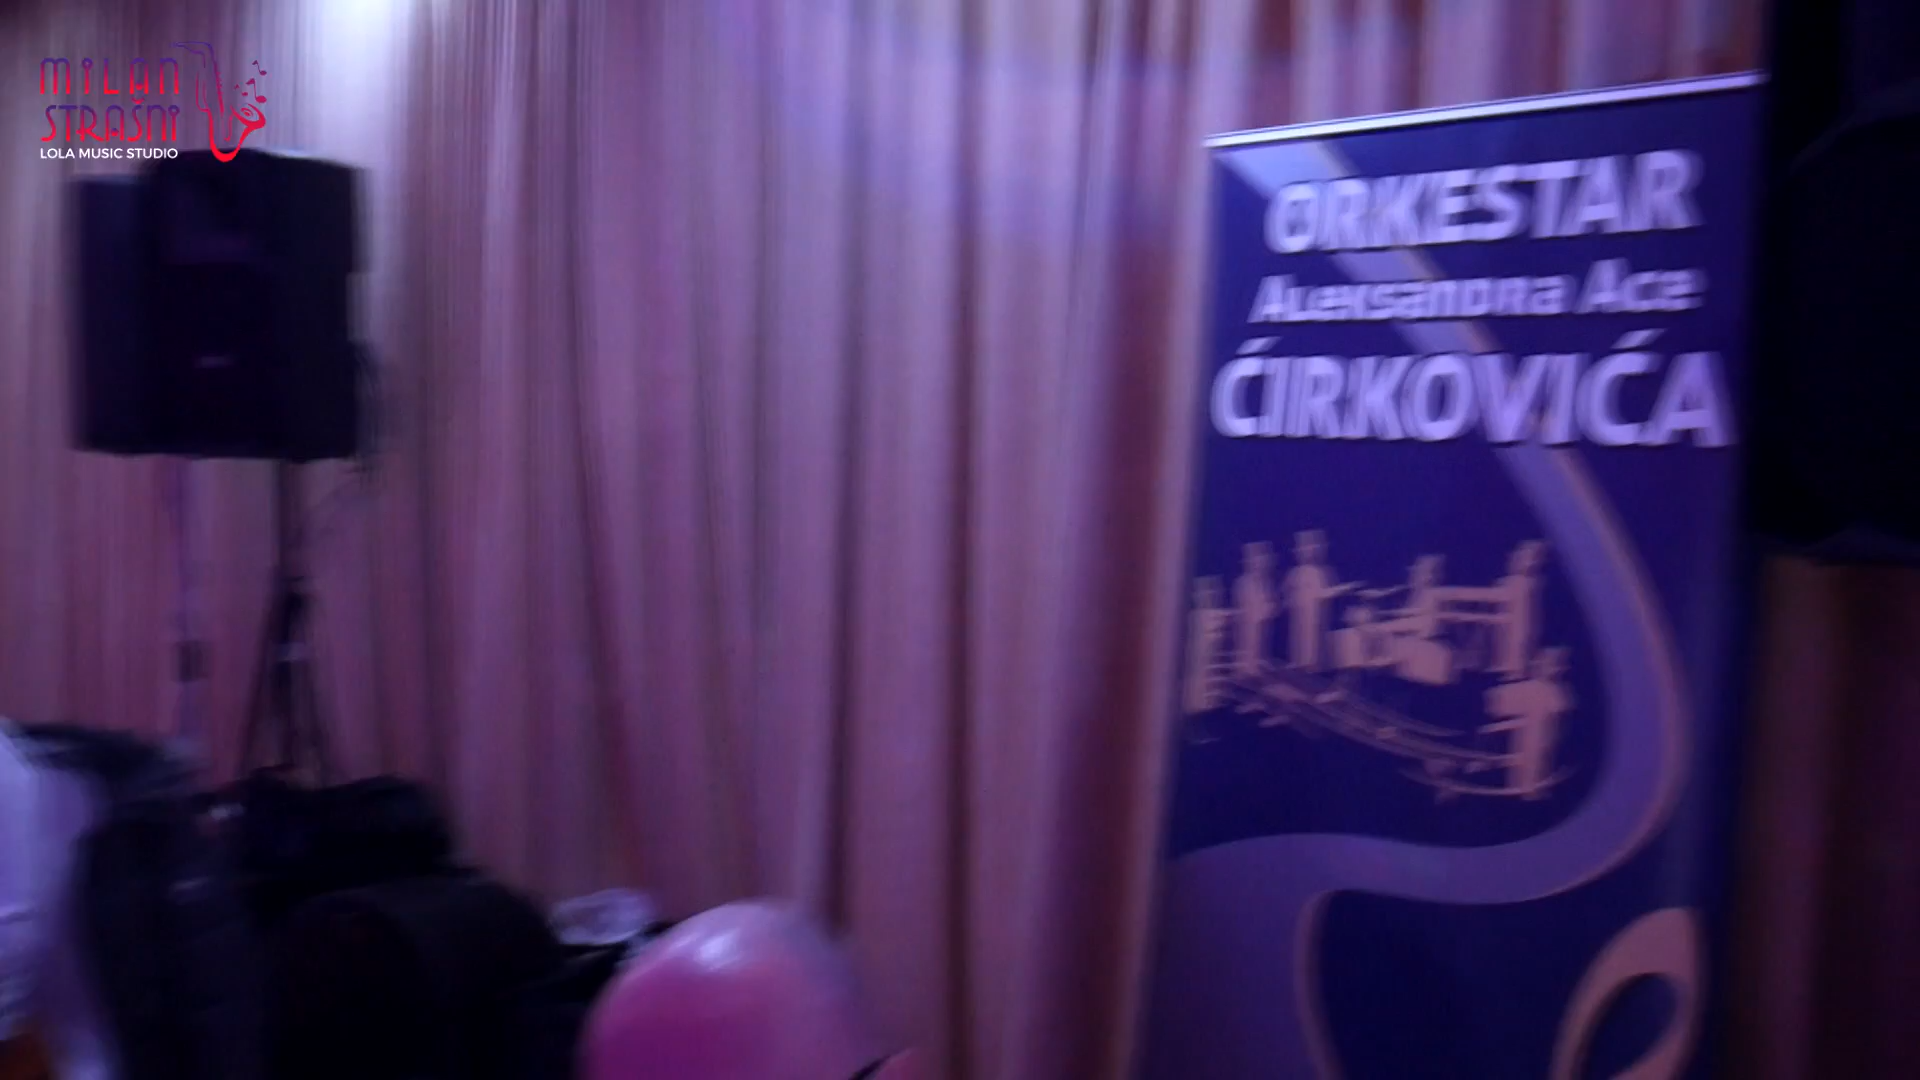 MiLAN
STRAŠNi
LOLA MUSIC STUDIO
ORKESTAR
Aleksandra Ace
ĆIRKOVIĆA